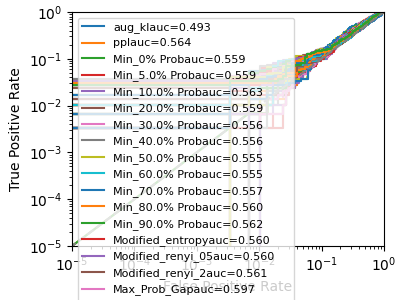 10⁰
10⁻¹
10⁻²
10⁻³
10⁻⁴
10⁻⁵
True Positive Rate
aug_klauc=0.493
pplauc=0.564
Min_0% Probauc=0.559
Min_5.0% Probauc=0.559
Min_10.0% Probauc=0.563
Min_20.0% Probauc=0.559
Min_30.0% Probauc=0.556
Min_40.0% Probauc=0.556
Min_50.0% Probauc=0.555
Min_60.0% Probauc=0.555
Min_70.0% Probauc=0.557
Min_80.0% Probauc=0.560
Min_90.0% Probauc=0.562
Modified_entropyauc=0.560
Modified_renyi_05auc=0.560
Modified_renyi_2auc=0.561
Max_Prob_Gapauc=0.597
10⁻⁵ 10⁻¹ 10⁰
False Positive Rate